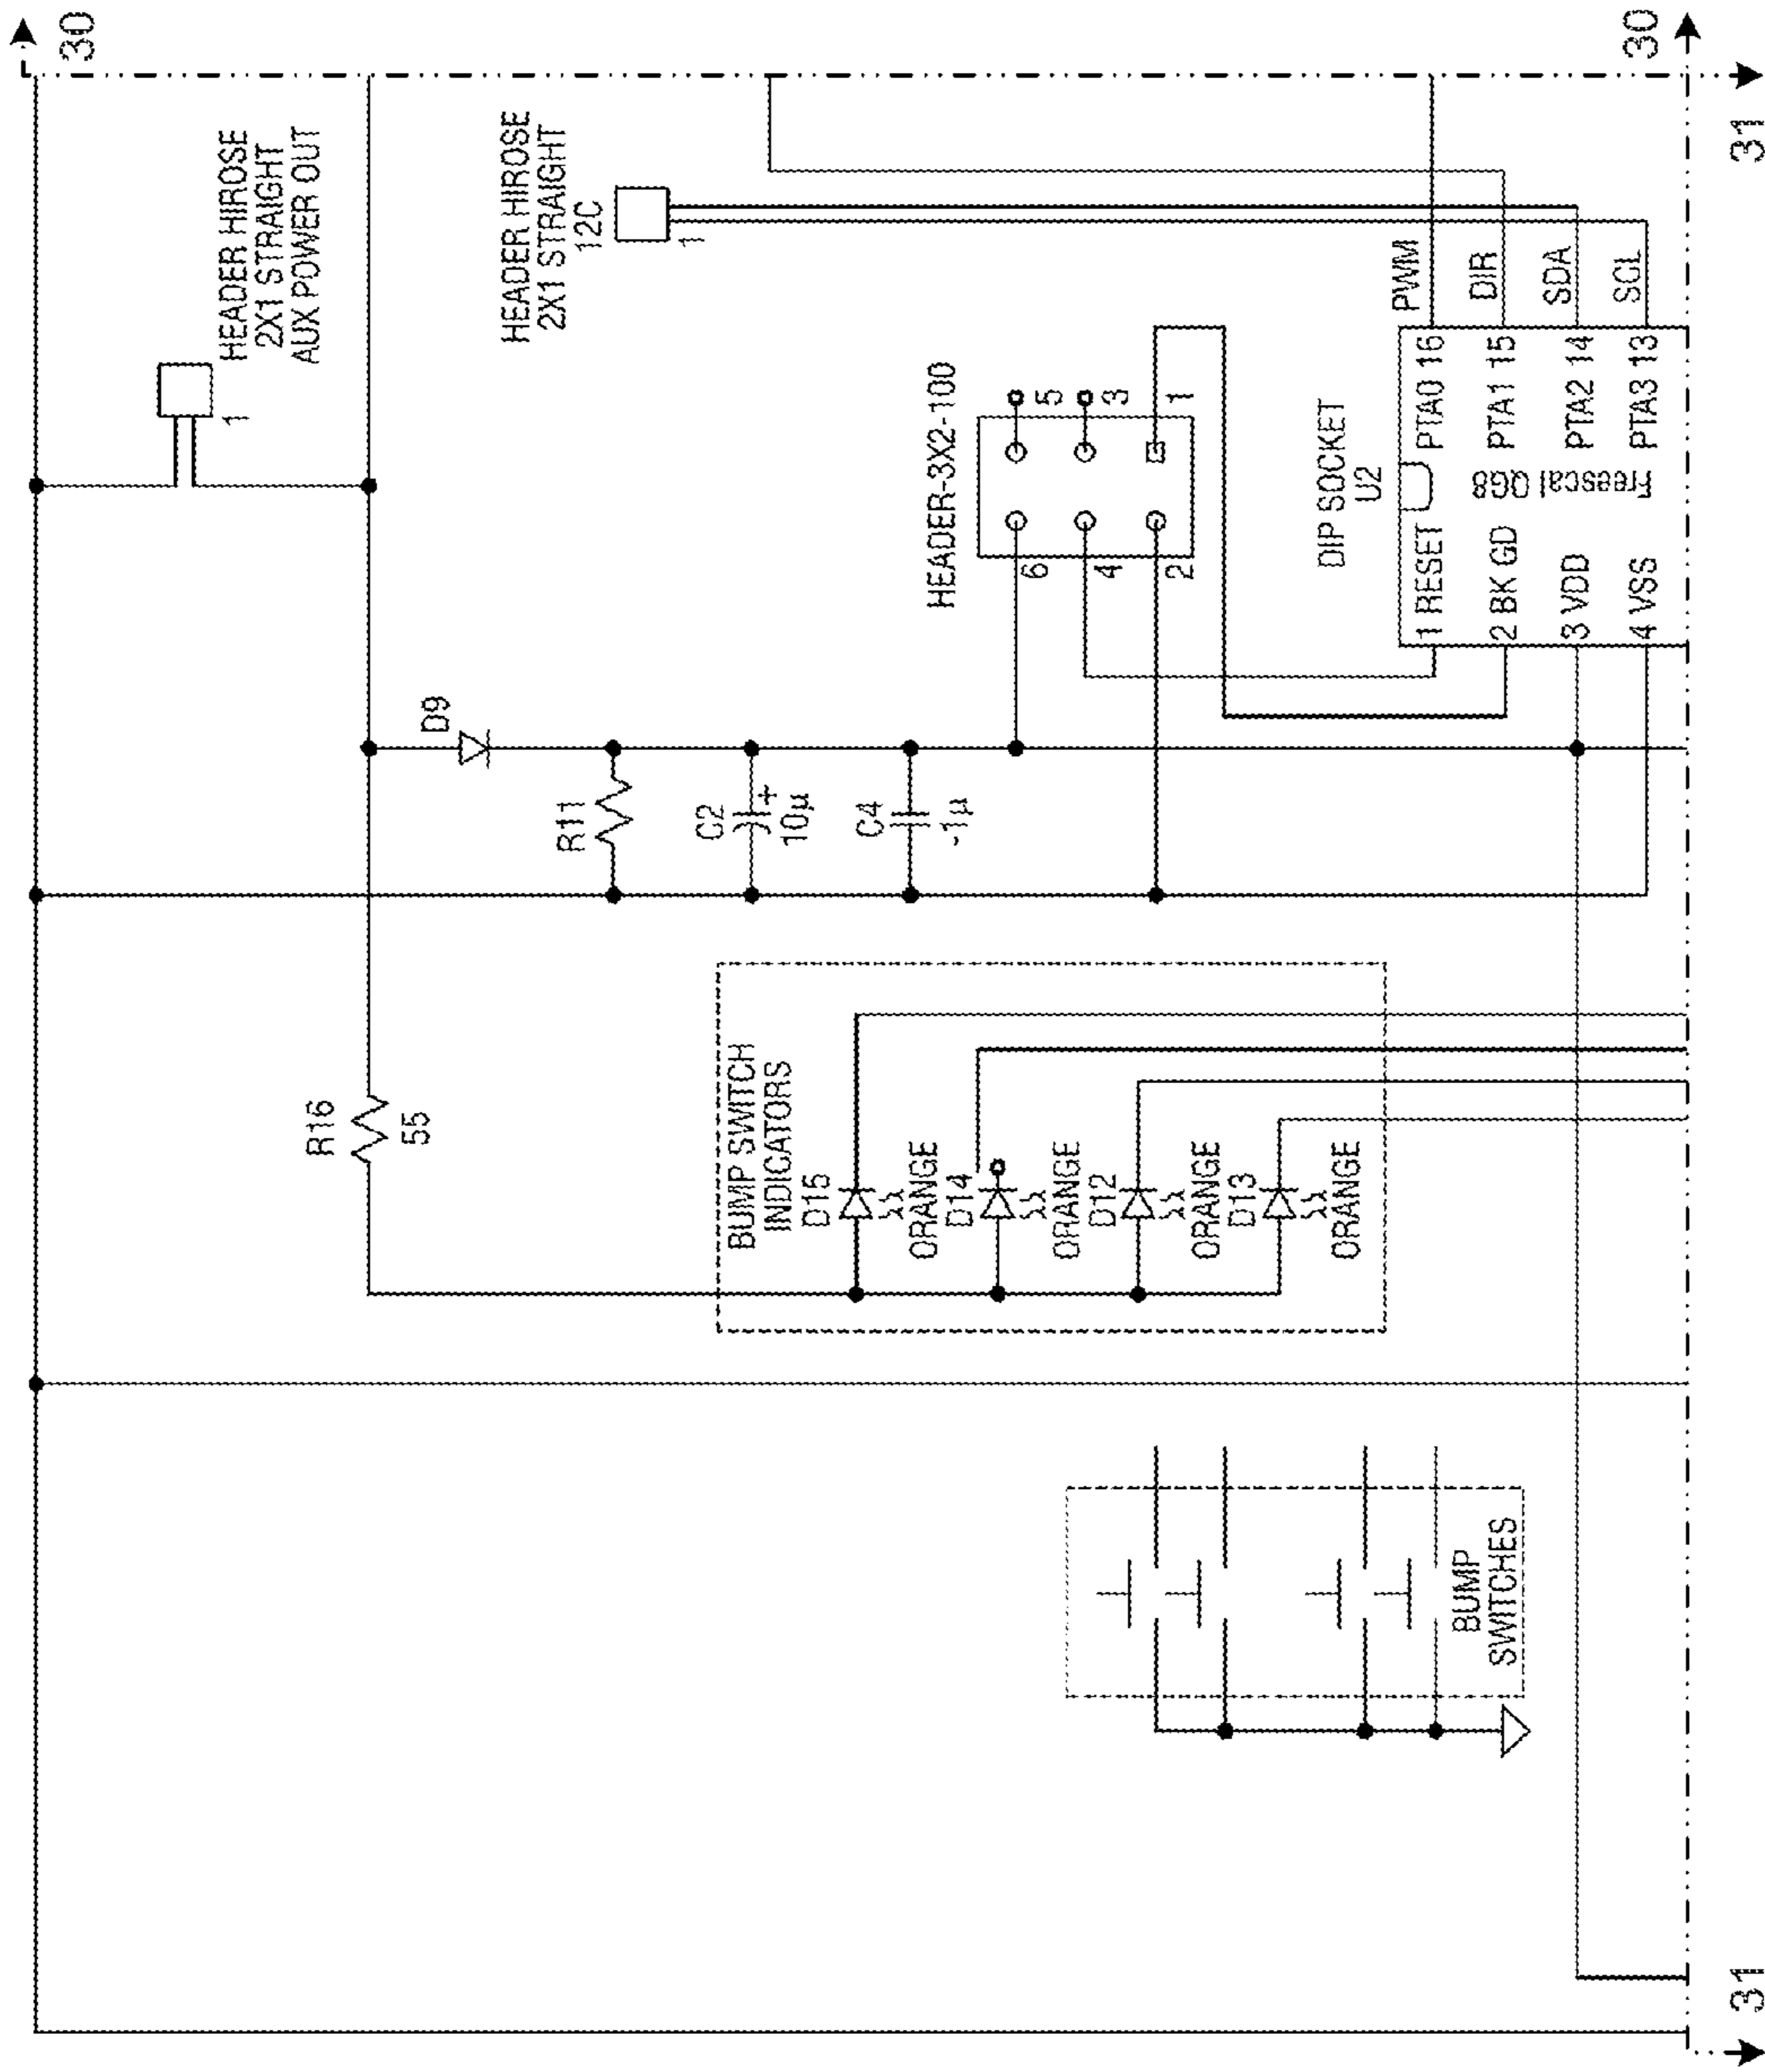 30
HEADER HIROSE
2X1 STRAIGHT
AUX POWER OUT
1
HEADER HIROSE
2X1 STRAIGHT
12C
1
D9
R11
C2
+
10µ
C4
-1µ
HEADER-3X2-100
6
5
4
3
2
1
DIP SOCKET
U2
1 RESET
PTA0 16
PWM
2 BK GD
PTA1 15
DIR
3 VDD
PTA2 14
SDA
4 VSS
PTA3 13
SCL
Freescal QG8
R16
55
BUMP SWITCH
INDICATORS
D15
ORANGE
D14
ORANGE
D12
ORANGE
D13
ORANGE
BUMP
SWITCHES
30
31
31